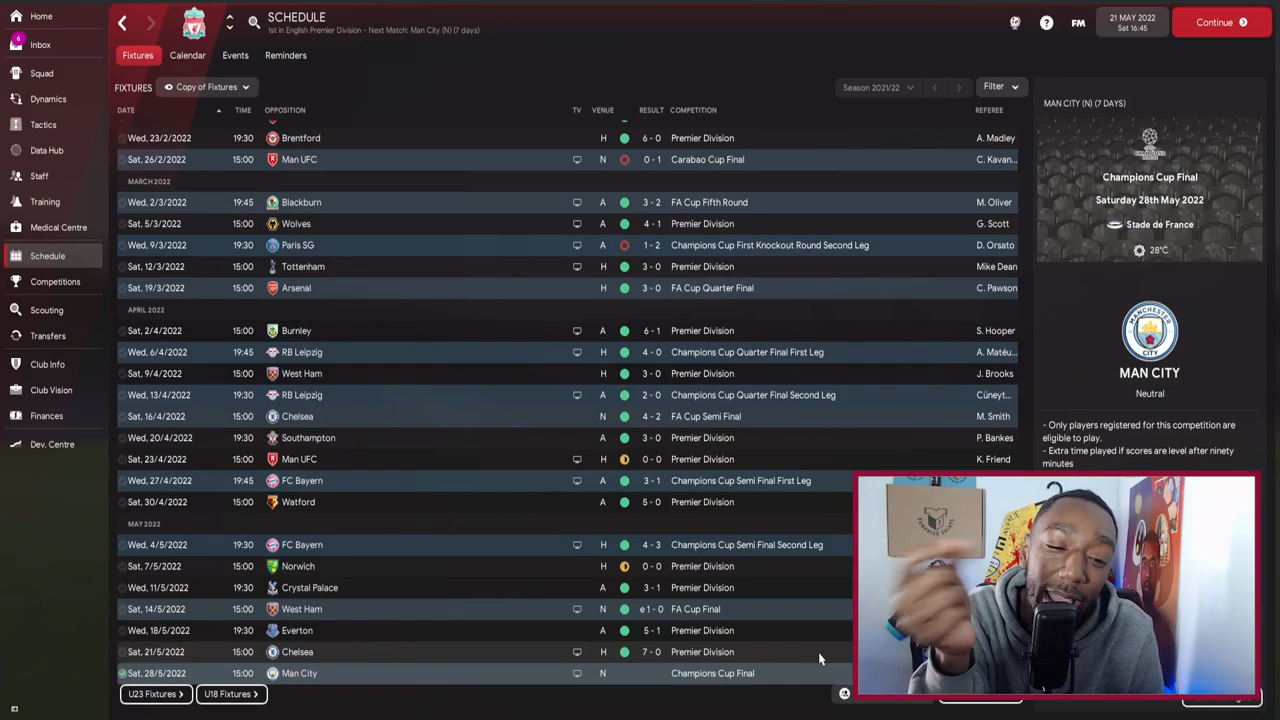 SCHEDULE
1st in English Premier Division - Next Match: Man City (N) (7 days)
FM
21 MAY 2022
Sat 16:45
Continue
Home
6
Inbox
Squad
Dynamics
Tactics
Data Hub
Staff
Training
Medical Centre
Schedule
Competitions
Scouting
Transfers
Club Info
Club Vision
Finances
Dev. Centre
Fixtures Calendar Events Reminders
FIXTURES Copy of Fixtures Season 2021/22 Filter
DATE TIME OPPOSITION TV VENUE RESULT COMPETITION REFEREE
Wed, 23/2/2022 19:30 Brentford H 6 - 0 Premier Division A. Madley
Sat, 26/2/2022 15:00 Man UFC N 0 - 1 Carabao Cup Final C. Kavan...
MARCH 2022
Wed, 2/3/2022 19:45 Blackburn A 3 - 2 FA Cup Fifth Round M. Oliver
Sat, 5/3/2022 15:00 Wolves A 4 - 1 Premier Division G. Scott
Wed, 9/3/2022 19:30 Paris SG A 1 - 2 Champions Cup First Knockout Round Second Leg D. Orsato
Sat, 12/3/2022 15:00 Tottenham H 3 - 0 Premier Division Mike Dean
Sat, 19/3/2022 15:00 Arsenal H 3 - 0 FA Cup Quarter Final C. Pawson
APRIL 2022
Sat, 2/4/2022 15:00 Burnley A 6 - 1 Premier Division S. Hooper
Wed, 6/4/2022 19:45 RB Leipzig H 4 - 0 Champions Cup Quarter Final First Leg A. Matéu...
Sat, 9/4/2022 15:00 West Ham H 3 - 0 Premier Division J. Brooks
Wed, 13/4/2022 19:30 RB Leipzig A 2 - 0 Champions Cup Quarter Final Second Leg Cüneyt...
Sat, 16/4/2022 15:00 Chelsea N 4 - 2 FA Cup Semi Final M. Smith
Wed, 20/4/2022 19:30 Southampton A 3 - 0 Premier Division P. Bankes
Sat, 23/4/2022 15:00 Man UFC H 0 - 0 Premier Division K. Friend
Wed, 27/4/2022 19:45 FC Bayern A 3 - 1 Champions Cup Semi Final First Leg
Sat, 30/4/2022 15:00 Watford A 5 - 0 Premier Division
MAY 2022
Wed, 4/5/2022 19:30 FC Bayern H 4 - 3 Champions Cup Semi Final Second Leg
Sat, 7/5/2022 15:00 Norwich H 0 - 0 Premier Division
Wed, 11/5/2022 19:30 Crystal Palace A 3 - 1 Premier Division
Sat, 14/5/2022 15:00 West Ham N e 1 - 0 FA Cup Final
Wed, 18/5/2022 19:30 Everton A 5 - 1 Premier Division
Sat, 21/5/2022 15:00 Chelsea H 7 - 0 Premier Division
Sat, 28/5/2022 15:00 Man City N Champions Cup Final
U23 Fixtures U18 Fixtures
MAN CITY (N) (7 DAYS)
Champions Cup Final
Saturday 28th May 2022
Stade de France
28°C
MANCHESTER
CITY
MAN CITY
Neutral
- Only players registered for this competition are
eligible to play.
- Extra time played if scores are level after ninety
minutes
SURPRISE SHIRTS